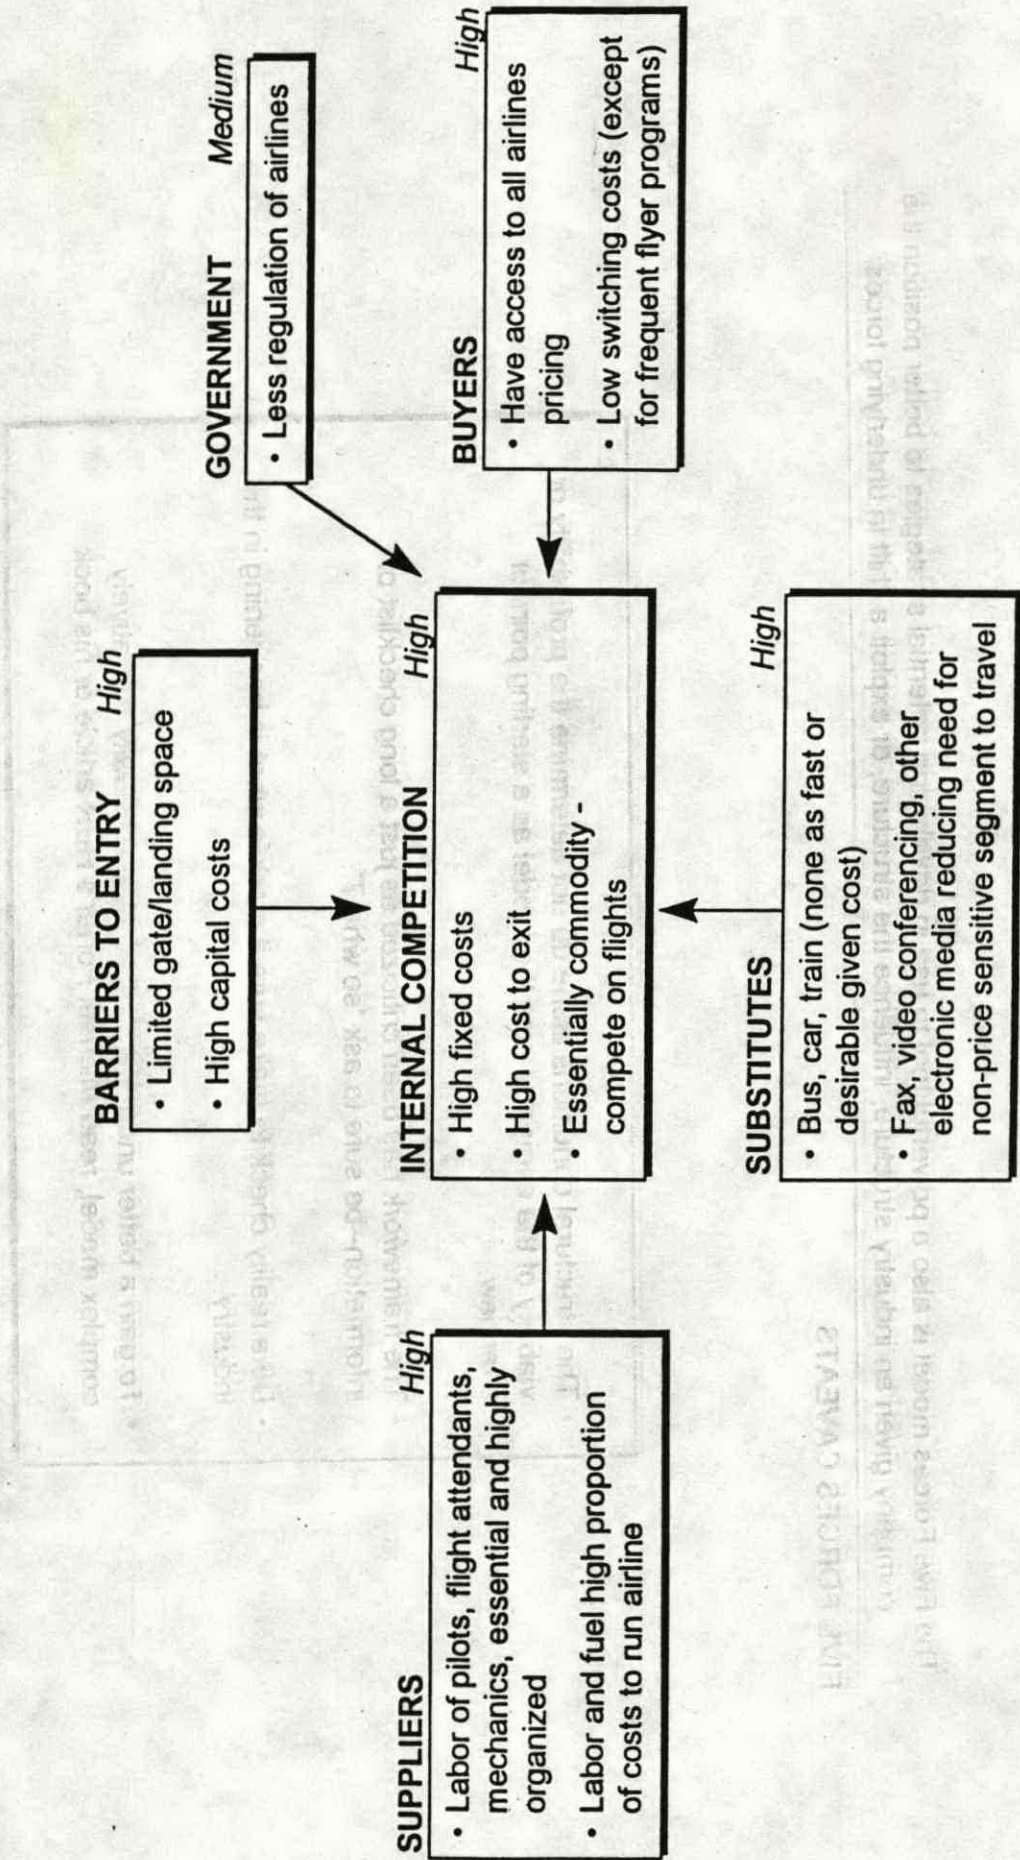 BARRIERS TO ENTRY High
• Limited gate/landing space
• High capital costs
GOVERNMENT Medium
• Less regulation of airlines
SUPPLIERS High
• Labor of pilots, flight attendants,
mechanics, essential and highly
organized
• Labor and fuel high proportion
of costs to run airline
INTERNAL COMPETITION High
• High fixed costs
• High cost to exit
• Essentially commodity -
compete on flights
BUYERS High
• Have access to all airlines
pricing
• Low switching costs (except
for frequent flyer programs)
SUBSTITUTES High
• Bus, car, train (none as fast or
desirable given cost)
• Fax, video conferencing, other
electronic media reducing need for
non-price sensitive segment to travel
FIVE FORCES CAVEATS